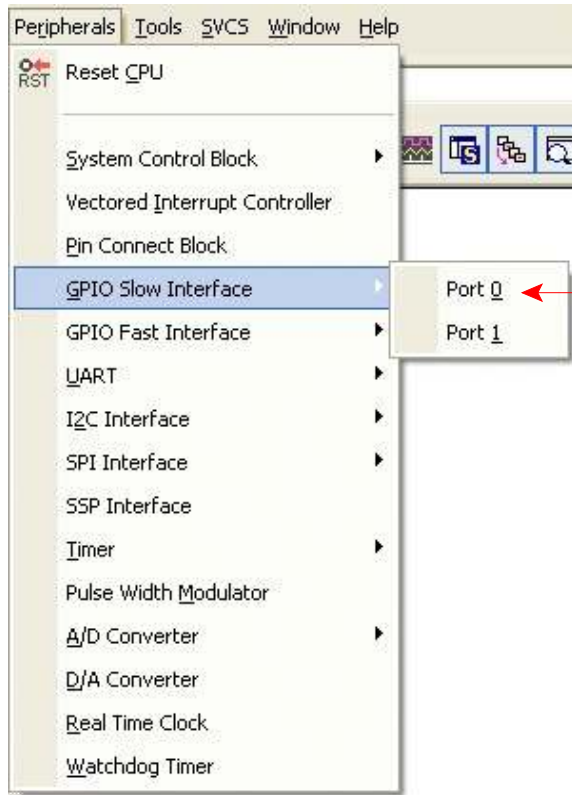 Peripherals Tools SVCS Window Help
RST Reset CPU
System Control Block
Vectored Interrupt Controller
Pin Connect Block
GPIO Slow Interface
Port 0
GPIO Fast Interface
Port 1
UART
I2C Interface
SPI Interface
SSP Interface
Timer
Pulse Width Modulator
A/D Converter
D/A Converter
Real Time Clock
Watchdog Timer